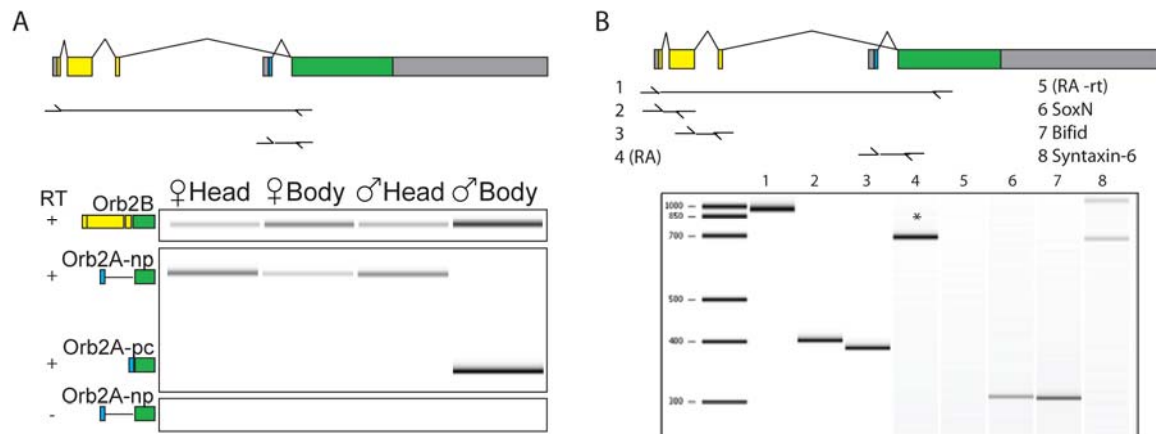 A
RT
♀Head ♀Body ♂Head ♂Body
+ Orb2B
+ Orb2A-np
+ Orb2A-pc
- Orb2A-np
B
1
2
3
4 (RA)
5 (RA -rt)
6 SoxN
7 Bifid
8 Syntaxin-6
1 2 3 4 5 6 7 8
1000
850
700
*
500
400
300